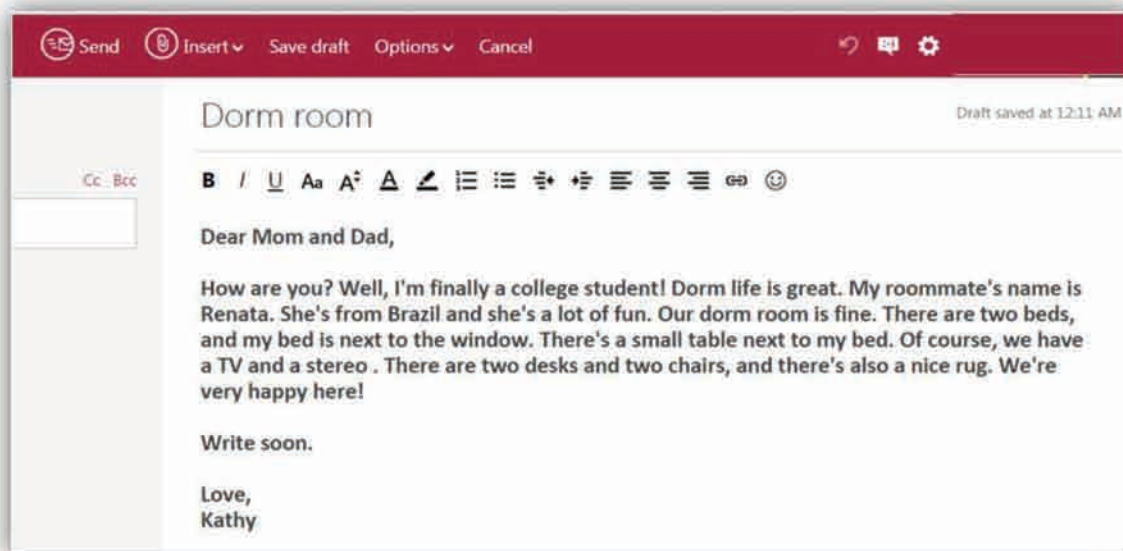 Send Insert Save draft Options Cancel
Dorm room
Draft saved at 12:11 AM
Cc Bcc
B I U Aa A A
Dear Mom and Dad,
How are you? Well, I'm finally a college student! Dorm life is great. My roommate's name is
Renata. She's from Brazil and she's a lot of fun. Our dorm room is fine. There are two beds,
and my bed is next to the window. There's a small table next to my bed. Of course, we have
a TV and a stereo . There are two desks and two chairs, and there's also a nice rug. We're
very happy here!
Write soon.
Love,
Kathy